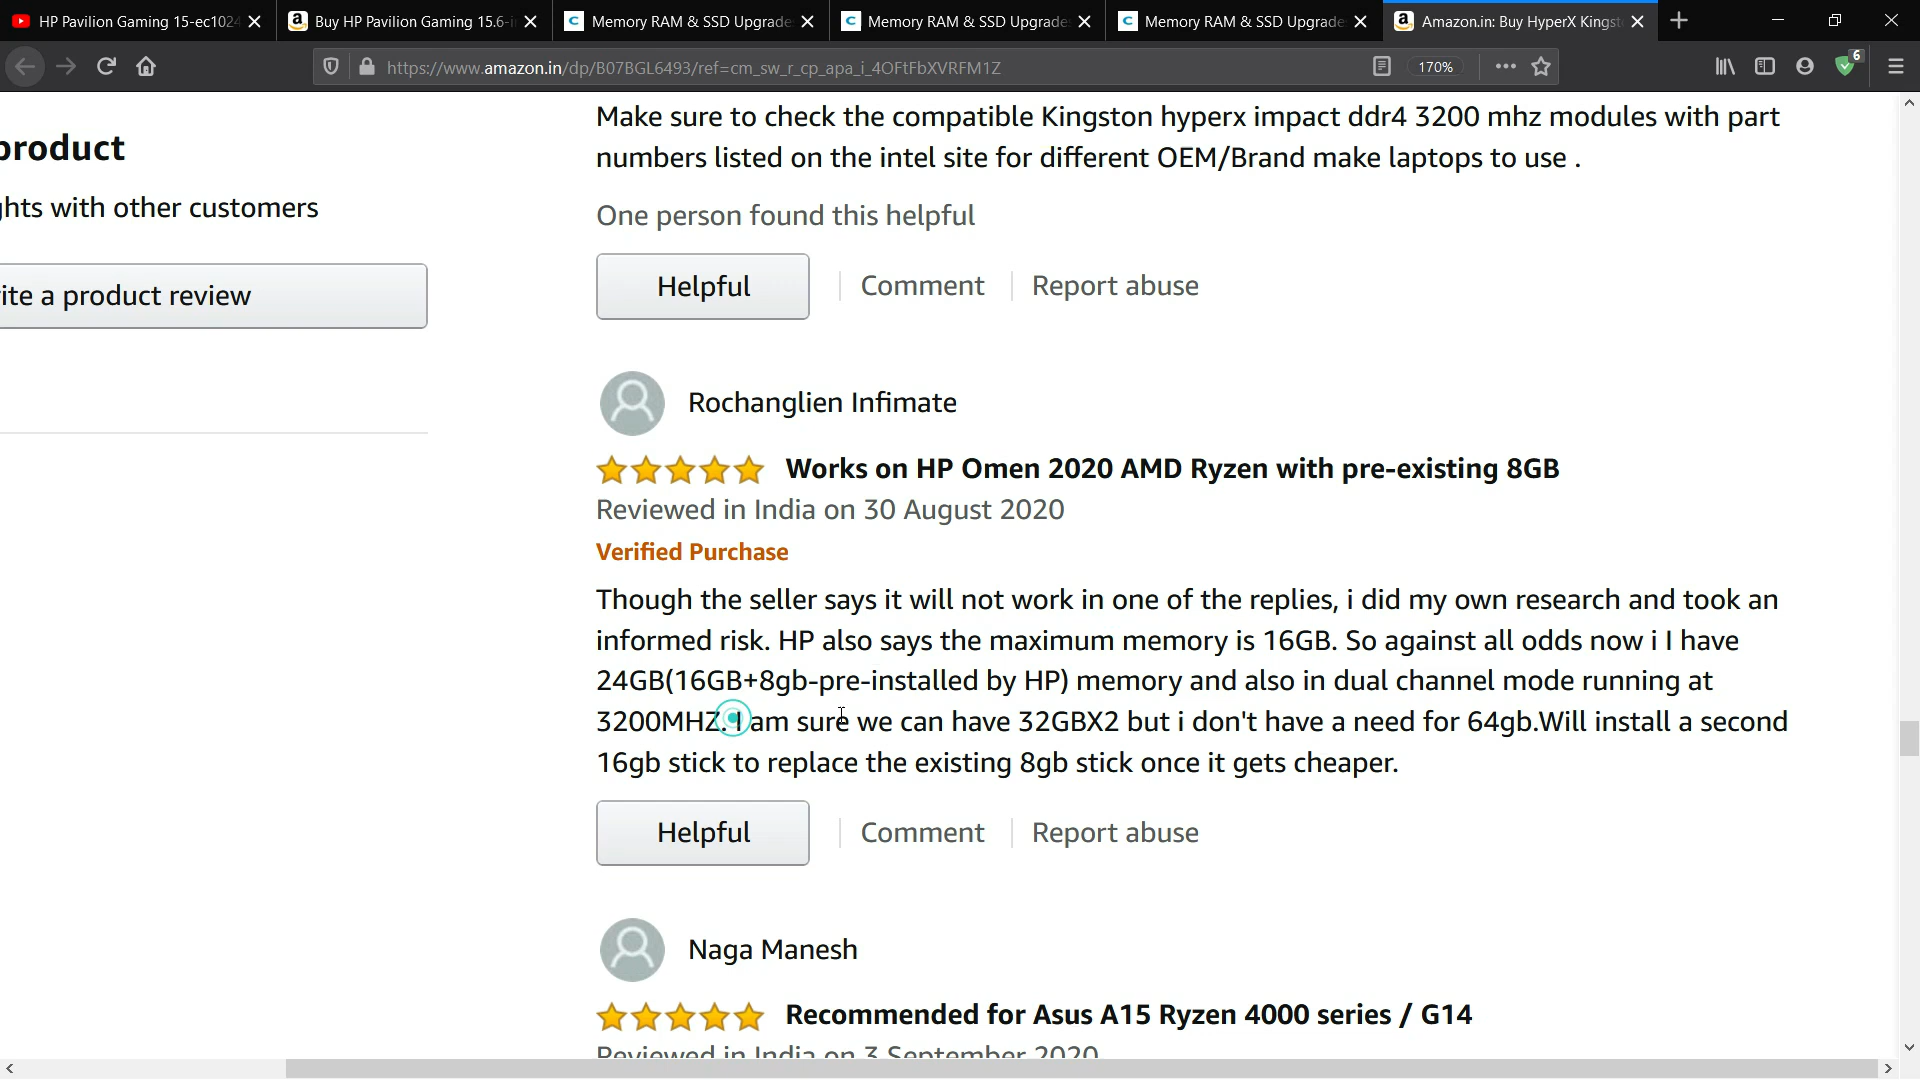 HP Pavilion Gaming 15-ec1024
Buy HP Pavilion Gaming 15.6-i
Memory RAM & SSD Upgrade
Memory RAM & SSD Upgrade
Memory RAM & SSD Upgrade
Amazon.in: Buy HyperX Kingst
https://www.amazon.in/dp/B07BGL6493/ref=cm_sw_r_cp_apa_i_4OFtFbXVRFM1Z
170%
6
product
Make sure to check the compatible Kingston hyperx impact ddr4 3200 mhz modules with part
numbers listed on the intel site for different OEM/Brand make laptops to use .
ghts with other customers
One person found this helpful
ite a product review
Helpful
Comment
Report abuse
Rochanglien Infimate
Works on HP Omen 2020 AMD Ryzen with pre-existing 8GB
Reviewed in India on 30 August 2020
Verified Purchase
Though the seller says it will not work in one of the replies, i did my own research and took an
informed risk. HP also says the maximum memory is 16GB. So against all odds now i I have
24GB(16GB+8gb-pre-installed by HP) memory and also in dual channel mode running at
3200MHZ. I am sure we can have 32GBX2 but i don't have a need for 64gb.Will install a second
16gb stick to replace the existing 8gb stick once it gets cheaper.
Helpful
Comment
Report abuse
Naga Manesh
Recommended for Asus A15 Ryzen 4000 series / G14
Reviewed in India on 3 September 2020